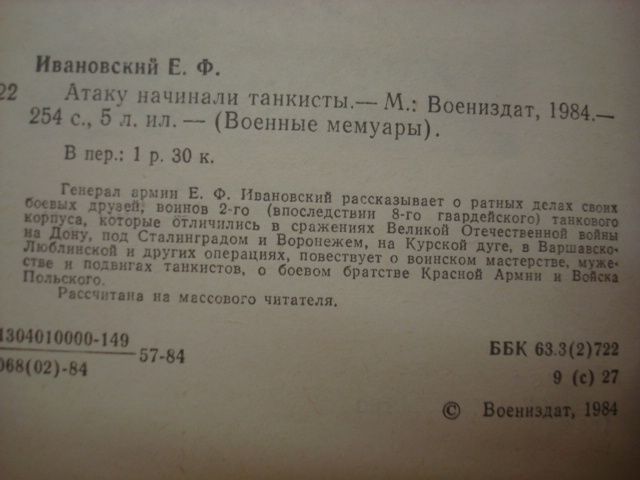 Ивановский Е. Ф.
22 Атаку начинали танкисты.— М.: Воениздат, 1984.—
254 с., 5 л. ил. — (Военные мемуары).
В пер.: 1 р. 30 к.
Генерал армии Е. Ф. Ивановский рассказывает о ратных делах своих
боевых друзей, воинов 2-го (впоследствии 8-го гвардейского) танкового
корпуса, которые отличились в сражениях Великой Отечественной войны
на Дону, под Сталинградом и Воронежем, на Курской дуге, в Варшавско-
Люблинской и других операциях, повествует о воинском мастерстве, муже-
стве и подвигах танкистов, о боевом братстве Красной Армии и Войска
Польского.
Рассчитана на массового читателя.
1304010000-149
068(02)-84
57-84
ББК 63.3(2)722
9 (с) 27
© Воениздат, 1984